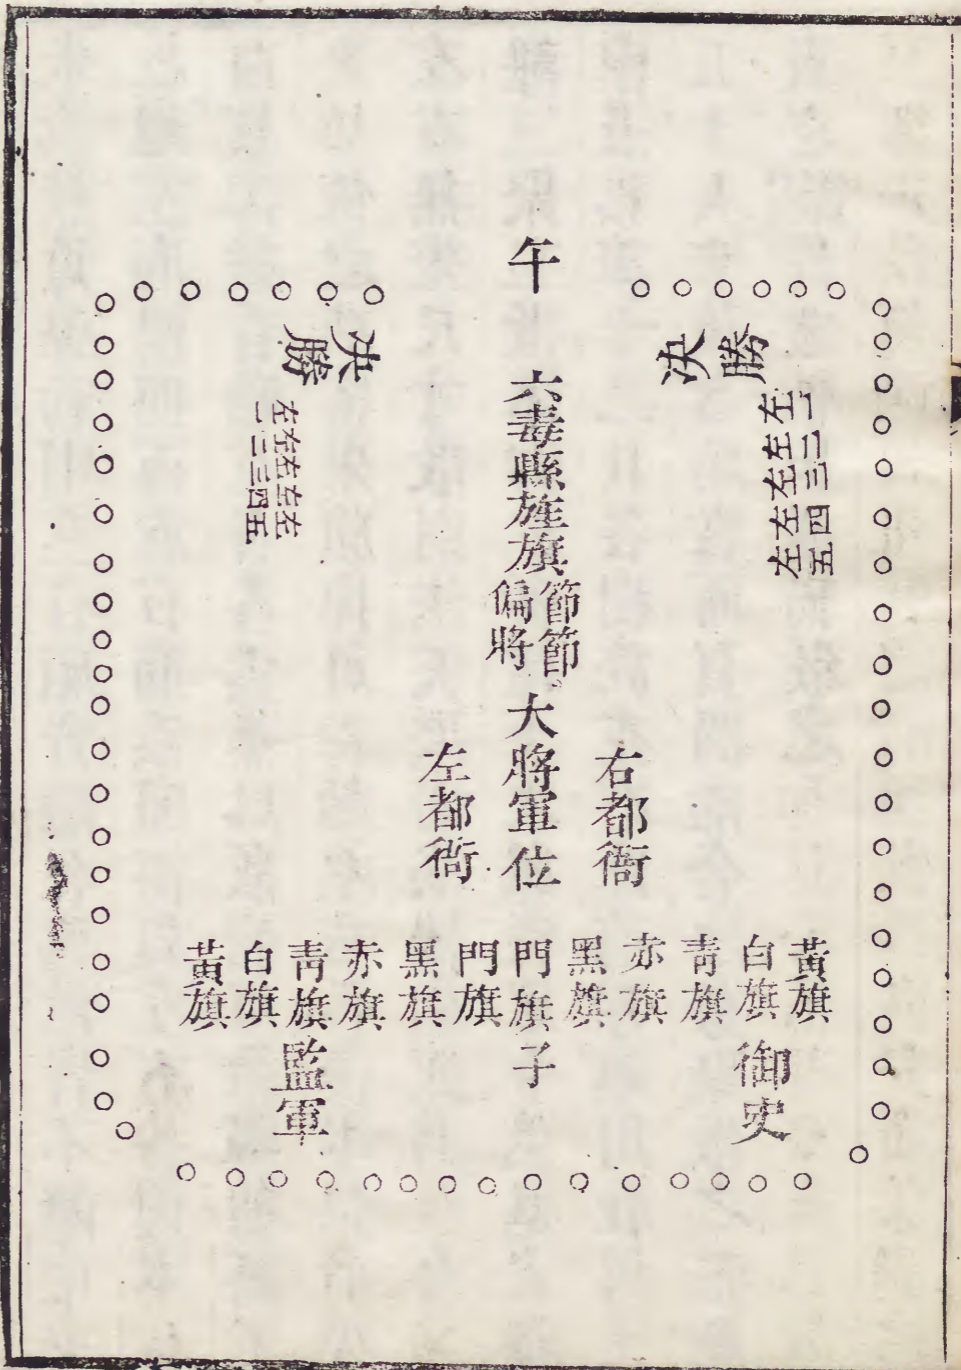 午
決勝
左一
左二
左三
左四
左五
六毒縣旌旗
節節
偏將
大將軍位
右都衙
左都衙
決勝
左一
左二
左三
左四
左五
黃旗
白旗
青旗
赤旗
黑旗
門旗
門旗
黑旗
赤旗
青旗
白旗
黃旗
御史
子
監軍